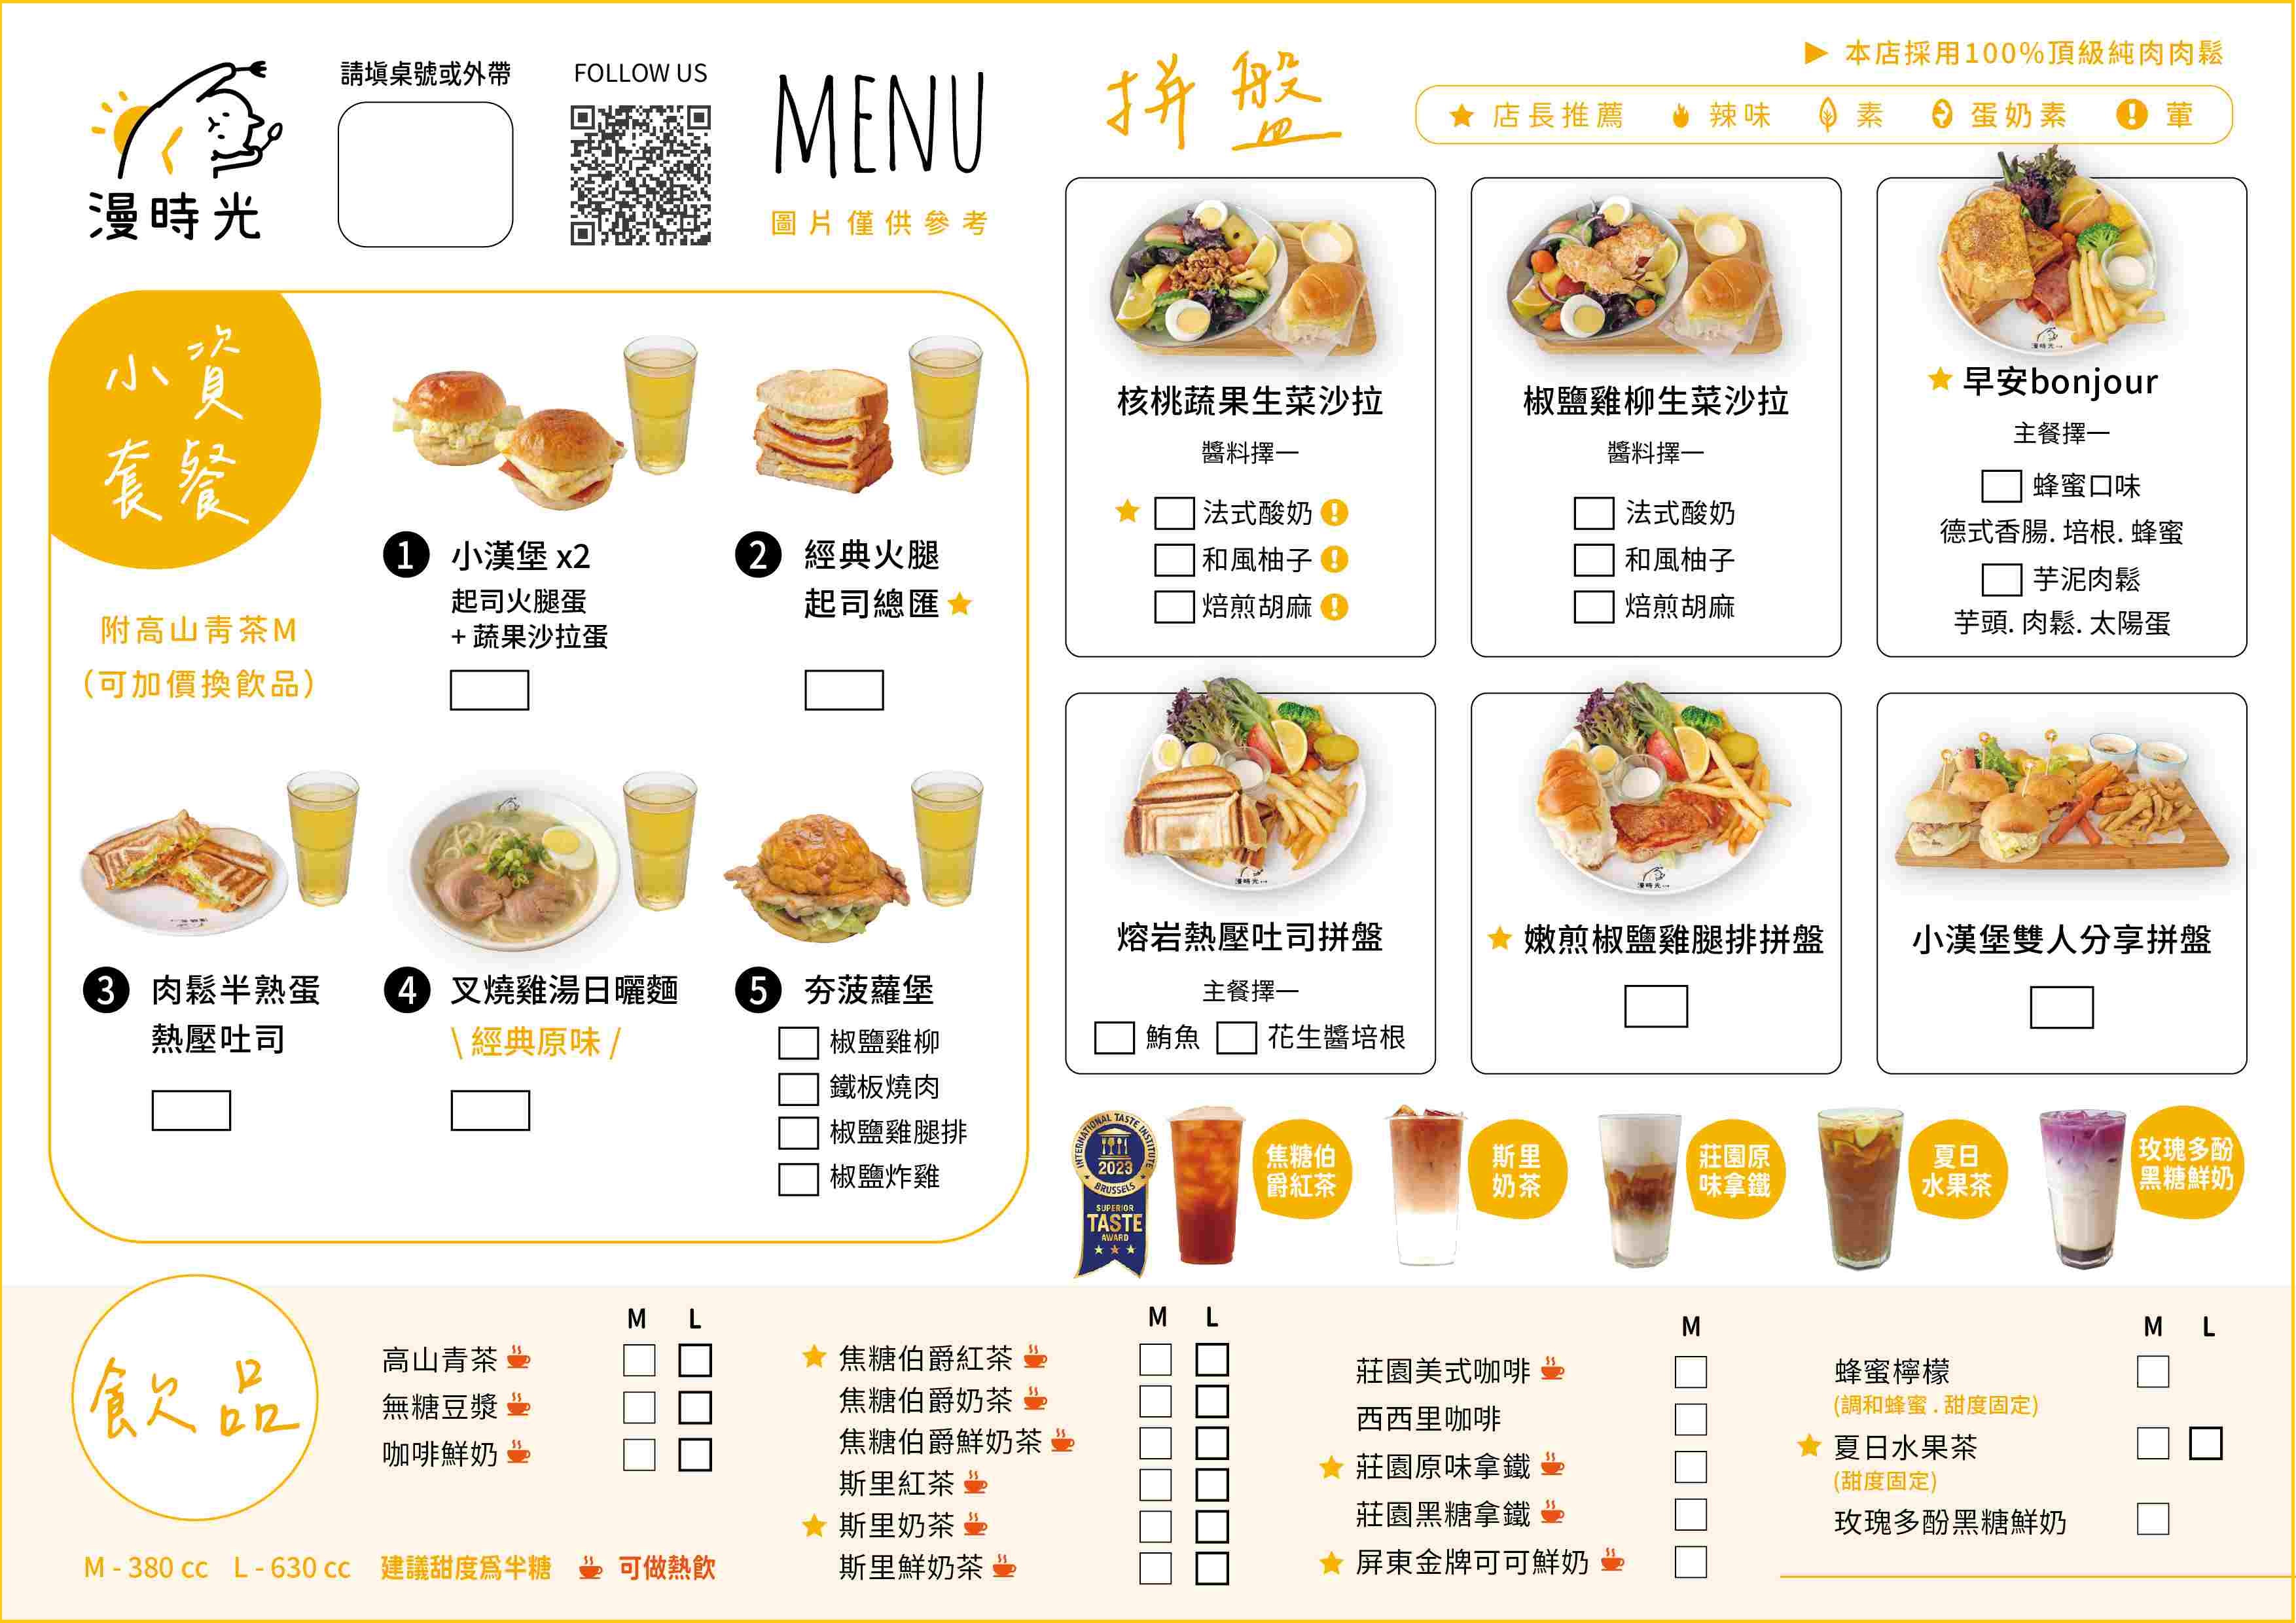 漫時光
請填桌號或外帶
FOLLOW US
MENU
圖片僅供參考
小資
套餐
附高山青茶M
(可加價換飲品)
1 小漢堡 x2
起司火腿蛋
+ 蔬果沙拉蛋
2 經典火腿
起司總匯
3 肉鬆半熟蛋
熱壓吐司
4 叉燒雞湯日曬麵
\ 經典原味 /
5 夯菠蘿堡
椒鹽雞柳
鐵板燒肉
椒鹽雞腿排
椒鹽炸雞
拼盤
本店採用100%頂級純肉肉鬆
店長推薦 辣味 素 蛋奶素 葷
核桃蔬果生菜沙拉
醬料擇一
法式酸奶
和風柚子
焙煎胡麻
椒鹽雞柳生菜沙拉
醬料擇一
法式酸奶
和風柚子
焙煎胡麻
漫時光
早安bonjour
主餐擇一
蜂蜜口味
德式香腸. 培根. 蜂蜜
芋泥肉鬆
芋頭. 肉鬆. 太陽蛋
漫時光
熔岩熱壓吐司拼盤
主餐擇一
鮪魚 花生醬培根
漫時光
嫩煎椒鹽雞腿排拼盤
小漢堡雙人分享拼盤
INTERNATIONAL TASTE INSTITUTE
2023
BRUSSELS
SUPERIOR
TASTE
AWARD
焦糖伯
爵紅茶
斯里
奶茶
莊園原
味拿鐵
夏日
水果茶
玫瑰多酚
黑糖鮮奶
飲品
M L
高山青茶
無糖豆漿
咖啡鮮奶
M - 380 cc L - 630 cc 建議甜度為半糖 可做熱飲
M L
焦糖伯爵紅茶
焦糖伯爵奶茶
焦糖伯爵鮮奶茶
斯里紅茶
斯里奶茶
斯里鮮奶茶
M
莊園美式咖啡
西西里咖啡
莊園原味拿鐵
莊園黑糖拿鐵
屏東金牌可可鮮奶
M L
蜂蜜檸檬
(調和蜂蜜 . 甜度固定)
夏日水果茶
(甜度固定)
玫瑰多酚黑糖鮮奶